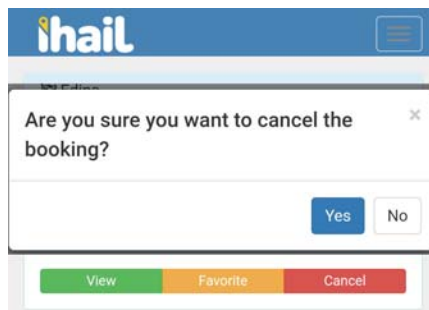 ihail
Are you sure you want to cancel the
×
booking?
Yes
No
View
Favorite
Cancel